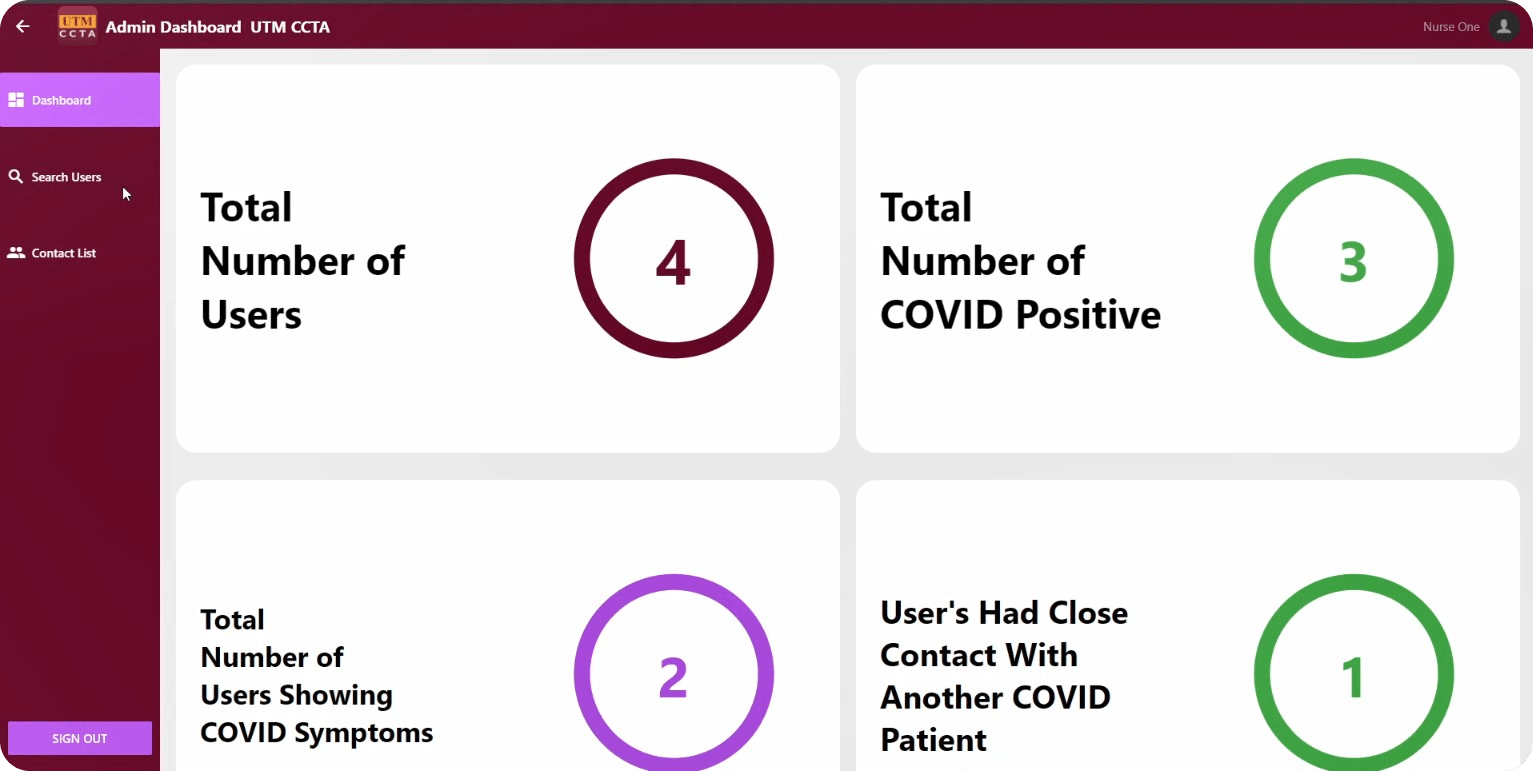 UTM
CCTA
Admin Dashboard UTM CCTA
Nurse One
Dashboard
Search Users
Contact List
SIGN OUT
Total
Number of
Users
4
Total
Number of
COVID Positive
3
Total
Number of
Users Showing
COVID Symptoms
2
User's Had Close
Contact With
Another COVID
Patient
1